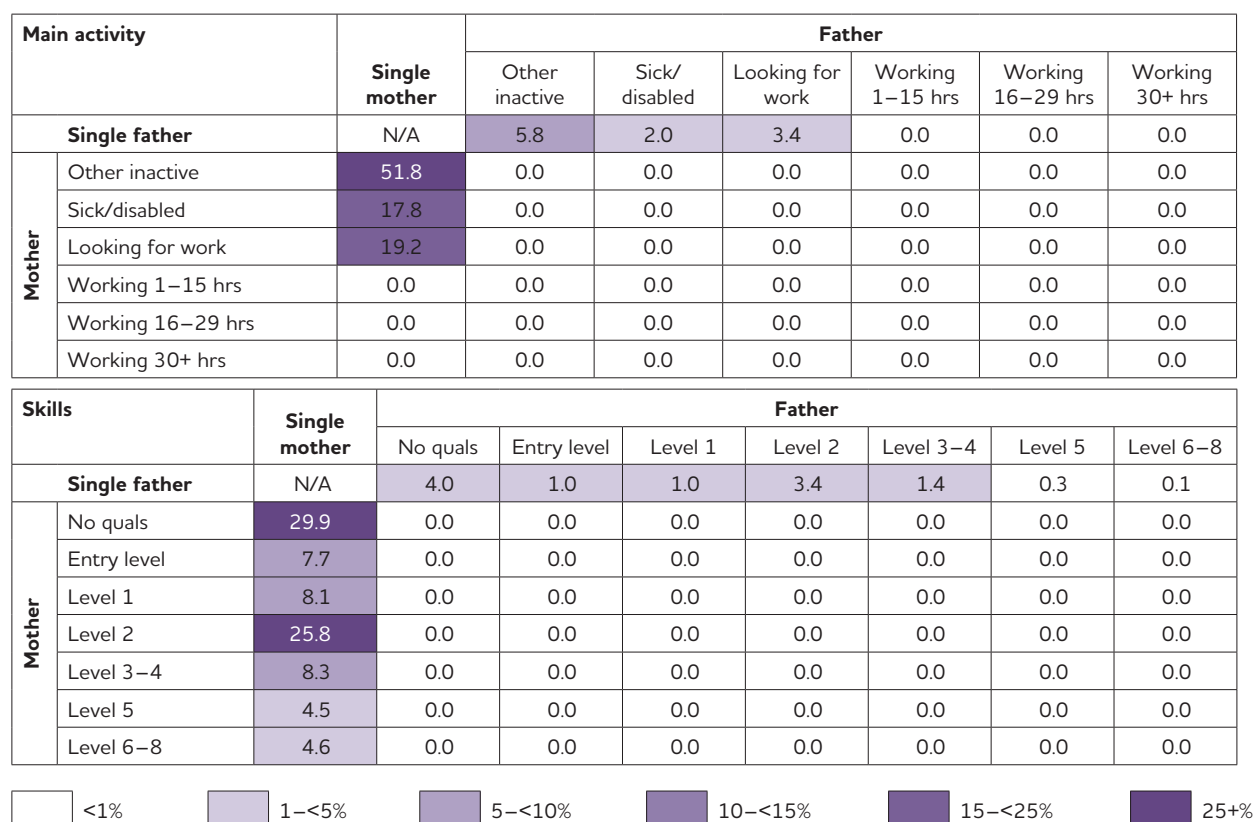 Main activity Single mother Father
Other inactive Sick/ disabled Looking for work Working 1–15 hrs Working 16–29 hrs Working 30+ hrs
Single father N/A 5.8 2.0 3.4 0.0 0.0 0.0
Mother
Other inactive 51.8 0.0 0.0 0.0 0.0 0.0 0.0
Sick/disabled 17.8 0.0 0.0 0.0 0.0 0.0 0.0
Looking for work 19.2 0.0 0.0 0.0 0.0 0.0 0.0
Working 1–15 hrs 0.0 0.0 0.0 0.0 0.0 0.0 0.0
Working 16–29 hrs 0.0 0.0 0.0 0.0 0.0 0.0 0.0
Working 30+ hrs 0.0 0.0 0.0 0.0 0.0 0.0 0.0
Skills Single mother Father
No quals Entry level Level 1 Level 2 Level 3–4 Level 5 Level 6–8
Single father N/A 4.0 1.0 1.0 3.4 1.4 0.3 0.1
Mother
No quals 29.9 0.0 0.0 0.0 0.0 0.0 0.0 0.0
Entry level 7.7 0.0 0.0 0.0 0.0 0.0 0.0 0.0
Level 1 8.1 0.0 0.0 0.0 0.0 0.0 0.0 0.0
Level 2 25.8 0.0 0.0 0.0 0.0 0.0 0.0 0.0
Level 3–4 8.3 0.0 0.0 0.0 0.0 0.0 0.0 0.0
Level 5 4.5 0.0 0.0 0.0 0.0 0.0 0.0 0.0
Level 6–8 4.6 0.0 0.0 0.0 0.0 0.0 0.0 0.0
<1% 1–<5% 5–<10% 10–<15% 15–<25% 25+%